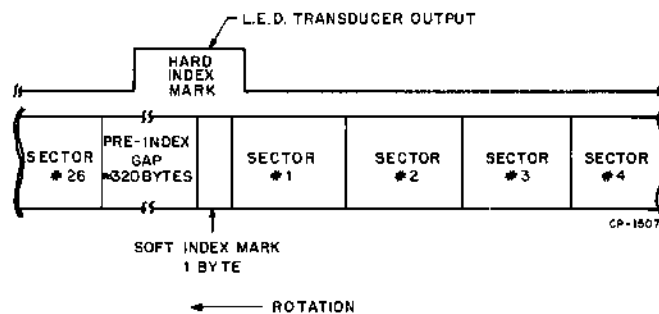 L.E.D. TRANSDUCER OUTPUT
HARD
INDEX
MARK
SECTOR
#26
PRE-INDEX
GAP
≈320BYTES
SECTOR
#1
SECTOR
#2
SECTOR
#3
SECTOR
#4
CP-1507
SOFT INDEX MARK
1 BYTE
ROTATION